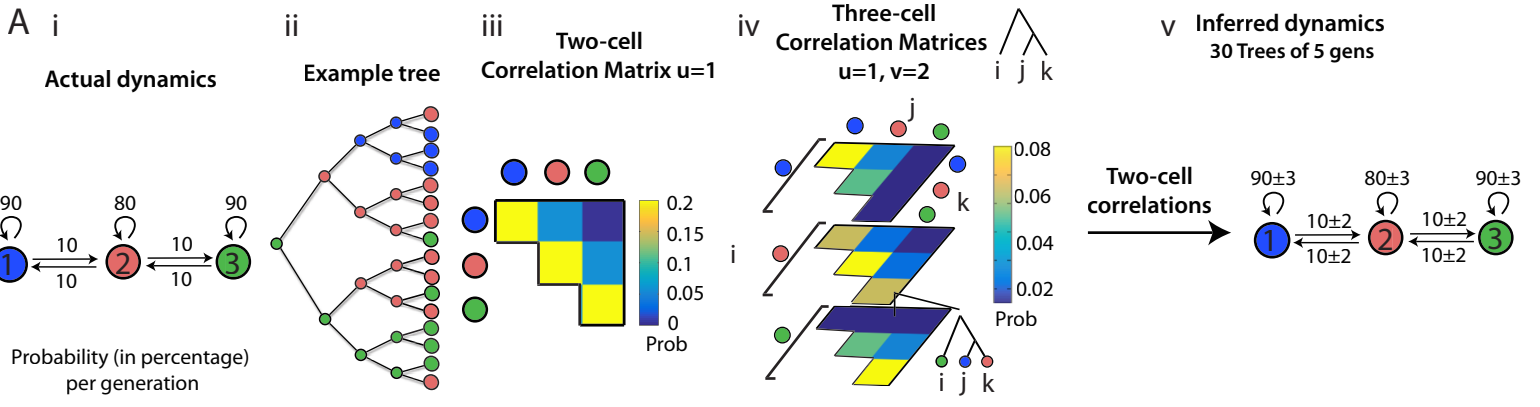 A
i
Actual dynamics
90
80
90
10
10
1
2
3
10
10
Probability (in percentage)
per generation
ii
Example tree
iii
Two-cell
Correlation Matrix u=1
0.2
0.15
0.1
0.05
0
Prob
iv
Three-cell
Correlation Matrices
u=1, v=2
i j k
j
k
i
0.08
0.06
0.04
0.02
Prob
i j k
Two-cell
correlations
v
Inferred dynamics
30 Trees of 5 gens
90±3
80±3
90±3
10±2
10±2
1
2
3
10±2
10±2